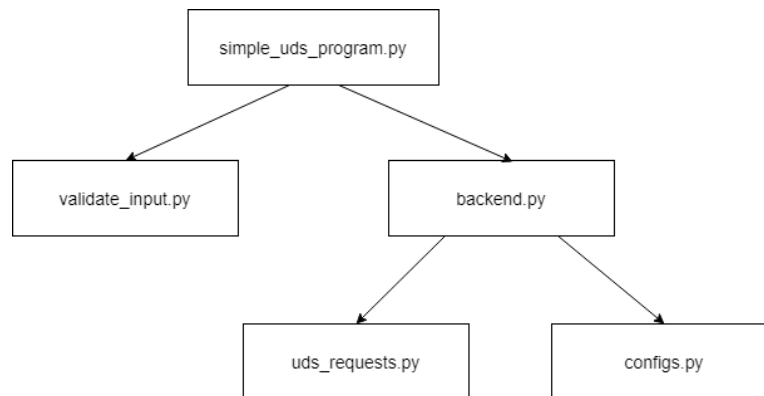 simple_uds_program.py
validate_input.py
backend.py
uds_requests.py
configs.py